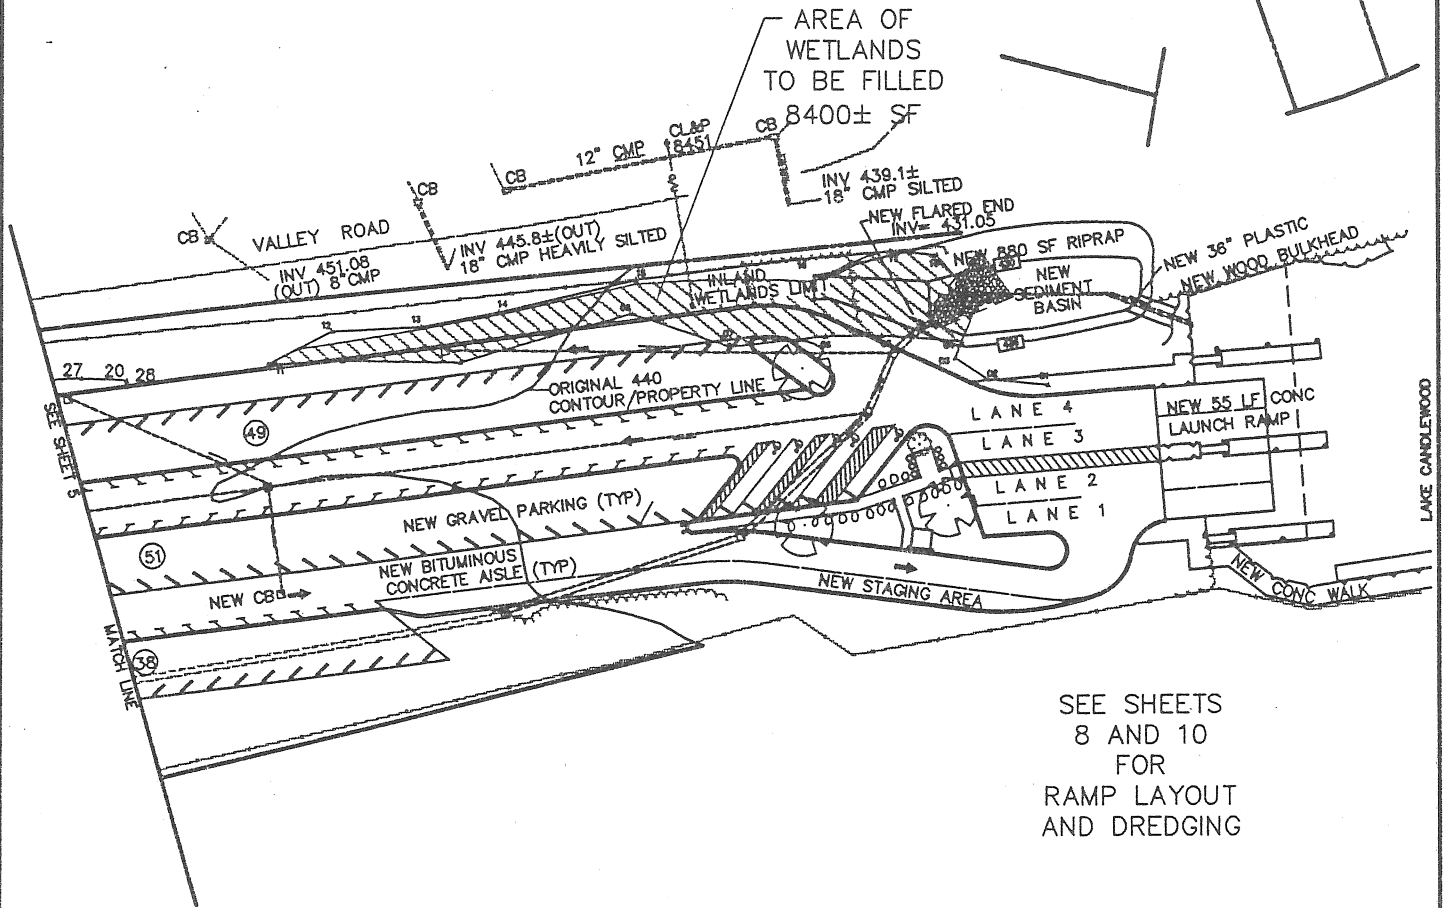 AREA OF
WETLANDS
TO BE FILLED
8400± SF
CL&P
8451
CB
12" CMP
CB
CB
CB
INV 439.1±
18" CMP SILTED
VALLEY ROAD
INV 445.8±(OUT)
18" CMP HEAVILY SILTED
INV 451.08
(OUT) 8"CMP
NEW FLARED END
INV= 431.05
NEW 880 SF RIPRAP
NEW 36" PLASTIC
NEW WOOD BULKHEAD
INLAND
WETLANDS LIMIT
NEW
SEDIMENT
BASIN
12
13
14
11
27 20 28
ORIGINAL 440
CONTOUR/PROPERTY LINE
SEE SHEET 5
49
LANE 4
LANE 3
LANE 2
LANE 1
NEW 55 LF CONC
LAUNCH RAMP
LAKE CANDLEWOOD
NEW GRAVEL PARKING (TYP)
51
NEW BITUMINOUS
CONCRETE AISLE (TYP)
NEW CB
NEW STAGING AREA
NEW CONC WALK
MATCH LINE
38
SEE SHEETS
8 AND 10
FOR
RAMP LAYOUT
AND DREDGING